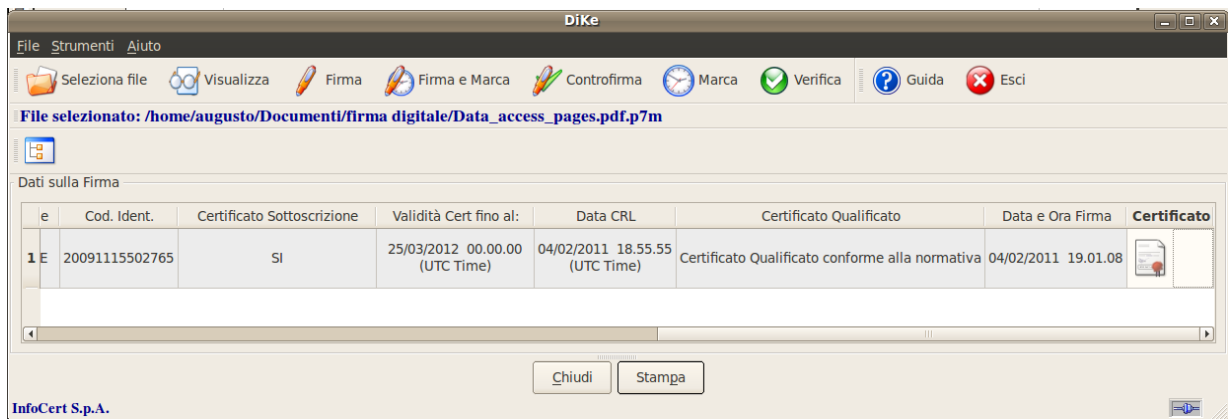 DiKe
File Strumenti Aiuto
Seleziona file Visualizza Firma Firma e Marca Controfirma Marca Verifica Guida Esci
File selezionato: /home/augusto/Documenti/firma digitale/Data_access_pages.pdf.p7m
Dati sulla Firma
e Cod. Ident. Certificato Sottoscrizione Validità Cert fino al: Data CRL Certificato Qualificato Data e Ora Firma Certificato
1 E 20091115502765 SI 25/03/2012 00.00.00 (UTC Time) 04/02/2011 18.55.55 (UTC Time) Certificato Qualificato conforme alla normativa 04/02/2011 19.01.08
Chiudi Stampa
InfoCert S.p.A.